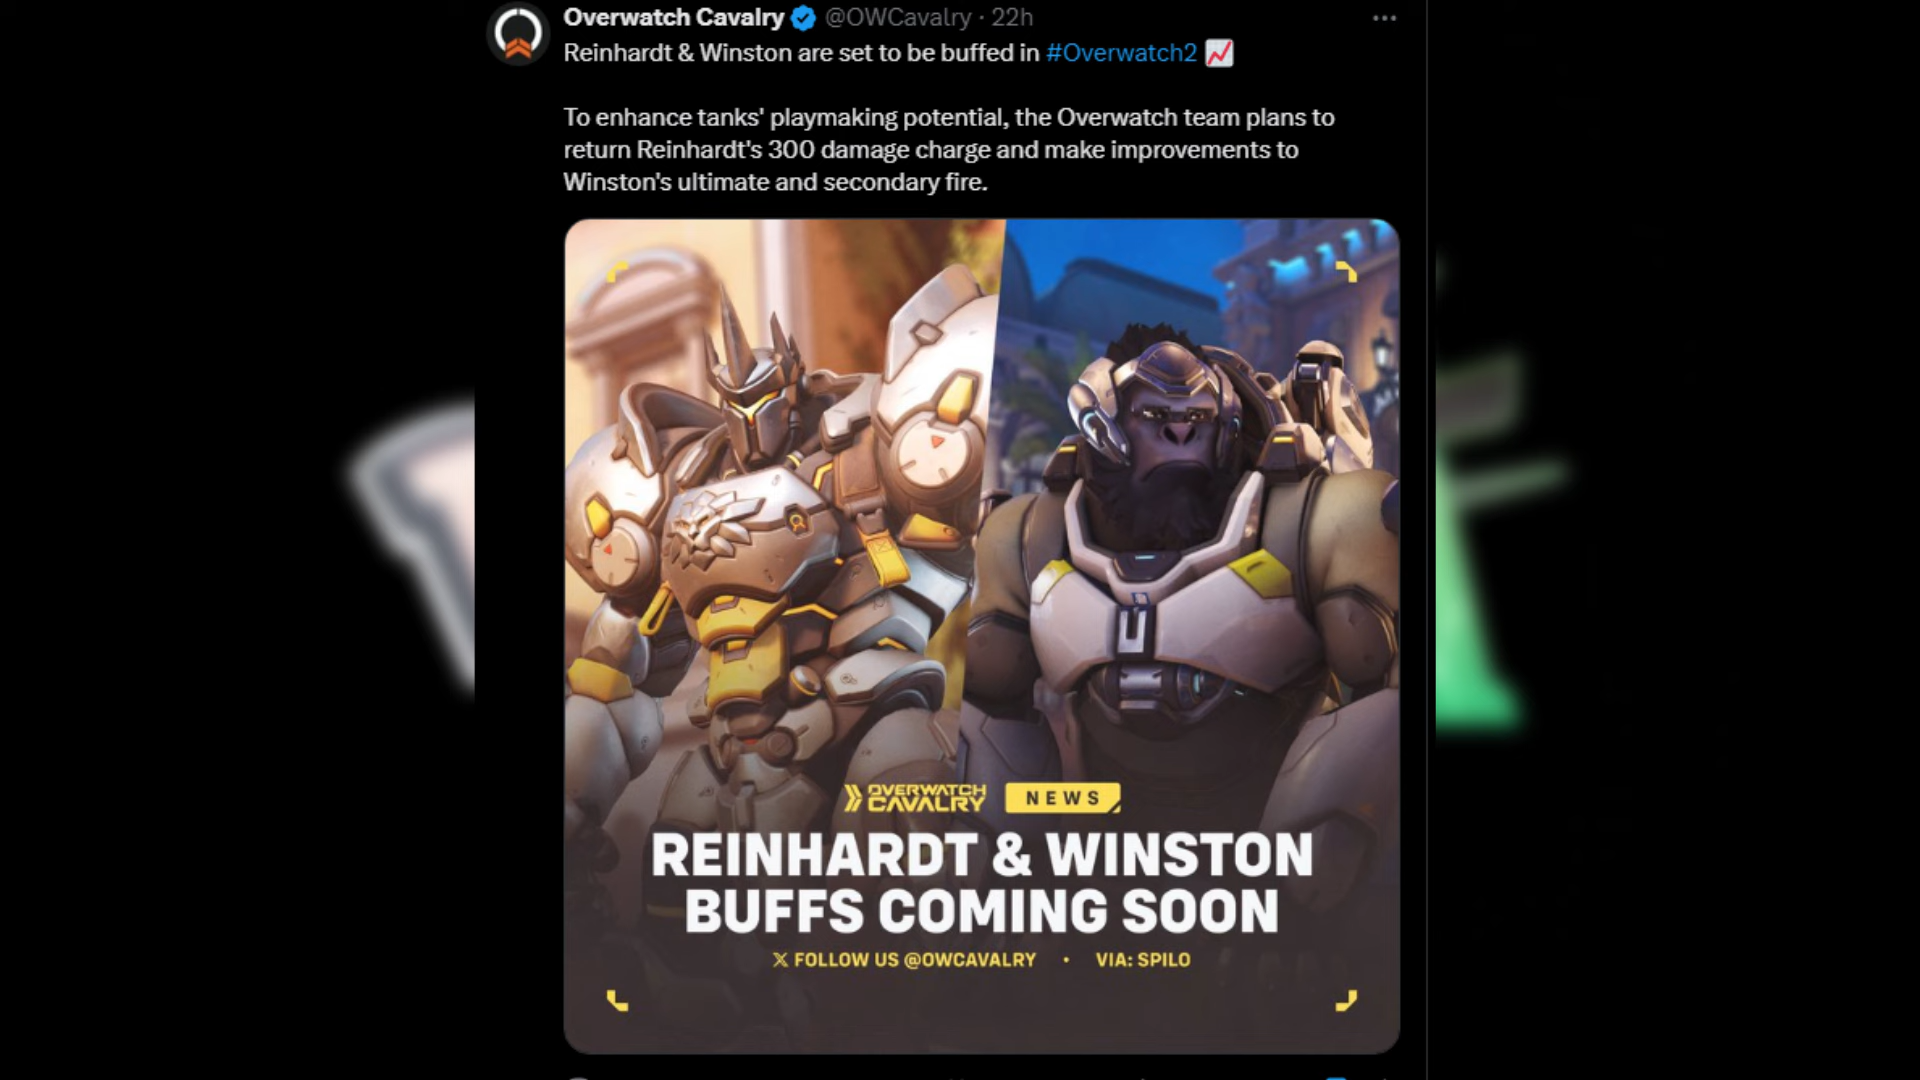 Overwatch Cavalry @OWCavalry · 22h
Reinhardt & Winston are set to be buffed in #Overwatch2
To enhance tanks' playmaking potential, the Overwatch team plans to
return Reinhardt's 300 damage charge and make improvements to
Winston's ultimate and secondary fire.
OVERWATCH
CAVALRY
NEWS
REINHARDT & WINSTON
BUFFS COMING SOON
X FOLLOW US @OWCAVALRY • VIA: SPILO